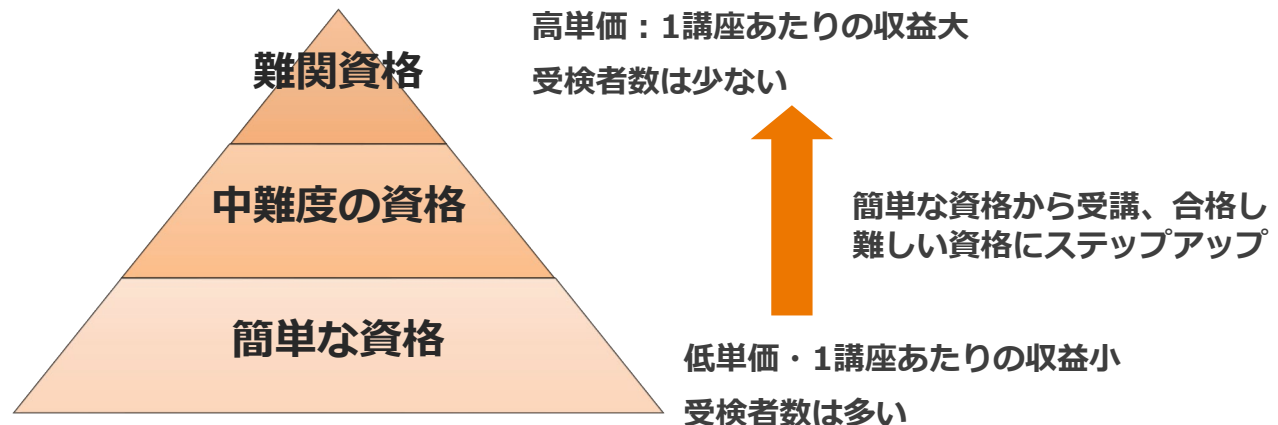 難関資格
高単価：1講座あたりの収益大
受検者数は少ない
中難度の資格
簡単な資格から受講、合格し
難しい資格にステップアップ
簡単な資格
低単価・1講座あたりの収益小
受検者数は多い